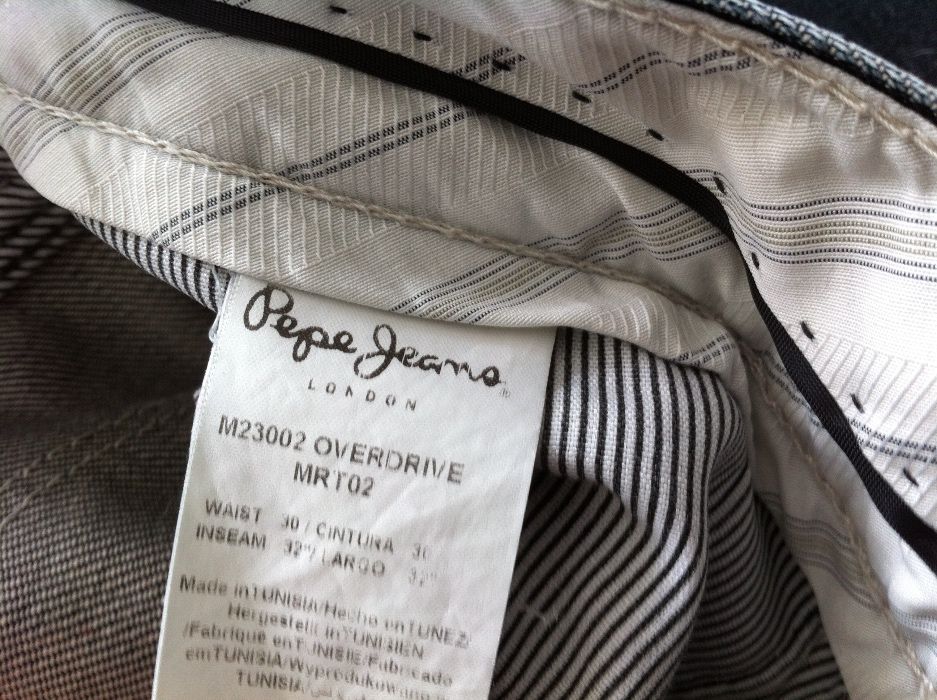 Pepe Jeans
LONDON
M23002 OVERDRIVE
MRT02
WAIST 30 / CINTURA 30
INSEAM 32"/ LARGO 32"
Made in TUNISIA/Hecho en TUNEZ
Hergestellt in TUNESIEN
/Fabrique en TUNISIE/Fabricado
em TUNISIA/Wyprodukowano w
TUNISIA/